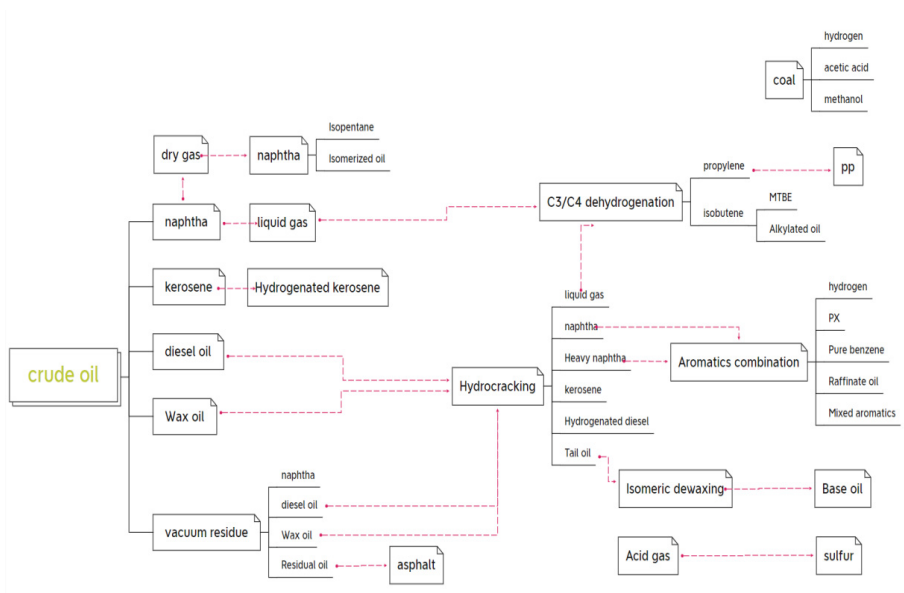 hydrogen
coal
acetic acid
methanol
Isopentane
dry gas
naphtha
Isomerized oil
propylene
pp
C3/C4 dehydrogenation
MTBE
isobutene
Alkylated oil
naphtha
liquid gas
kerosene
Hydrogenated kerosene
liquid gas
hydrogen
naphtha
PX
diesel oil
Heavy naphtha
Aromatics combination
Pure benzene
crude oil
Hydrocracking
kerosene
Raffinate oil
Wax oil
Hydrogenated diesel
Mixed aromatics
Tail oil
naphtha
Isomeric dewaxing
Base oil
diesel oil
vacuum residue
Wax oil
Residual oil
asphalt
Acid gas
sulfur